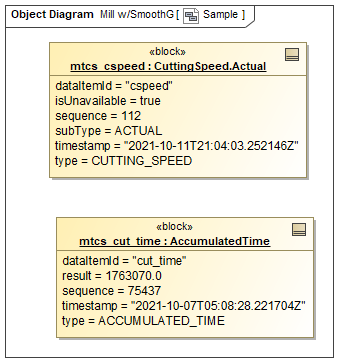 Object Diagram Mill w/SmoothG [ Sample ]
«block»
mtcs_cspeed : CuttingSpeed.Actual
dataItemId = "cspeed"
isUnavailable = true
sequence = 112
subType = ACTUAL
timestamp = "2021-10-11T21:04:03.252146Z"
type = CUTTING_SPEED
«block»
mtcs_cut_time : AccumulatedTime
dataItemId = "cut_time"
result = 1763070.0
sequence = 75437
timestamp = "2021-10-07T05:08:28.221704Z"
type = ACCUMULATED_TIME